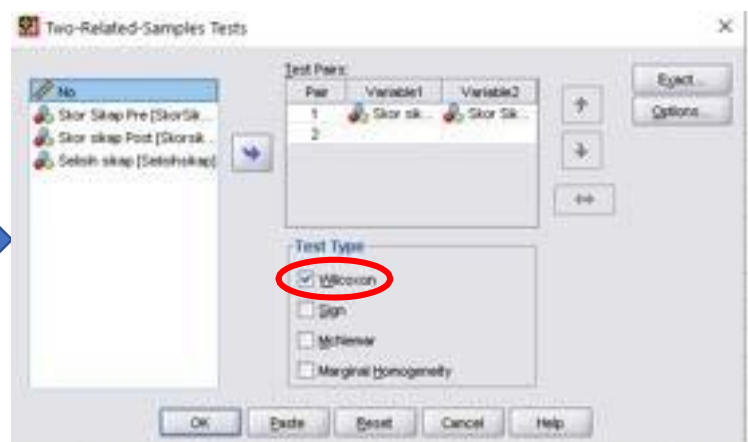 Two-Related-Samples Tests
No
Skor Sikap Pre [SkorSik...
Skor sikap Post [Skorsik...
Selisih sikap [Selisihsikap]
Test Pairs:
Pair Variable1 Variable2
1 Skor sik... Skor Sik...
2
Exact...
Options...
Test Type
Wilcoxon
Sign
McNemar
Marginal Homogeneity
OK Paste Reset Cancel Help